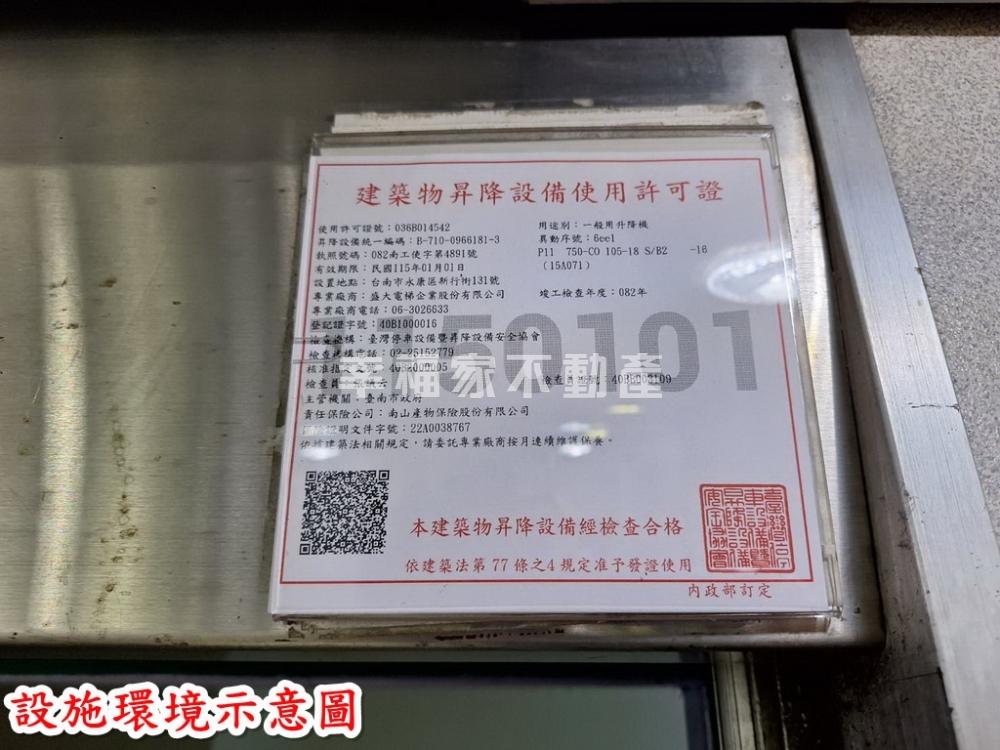 建築物昇降設備使用許可證
使用許可證號：036B014542
用途別：一般用升降機
昇降設備統一編碼：B-710-0966181-3
異動序號：6ee1
執照號碼：082南工使字第4891號
P11 750-CO 105-18 S/B2 -16
有效期限：民國115年01月01日
(15A071)
設置地點：台南市永康區新行街131號
專業廠商：盛大電梯企業股份有限公司
竣工檢查年度：082年
專業廠商電話：06-3026633
登記證字號：40B1000016
檢查機構：臺灣停車設備暨昇降設備安全協會
檢查機構電話：02-25152779
檢查員
主管機關：臺南市政府
責任保險公司：南山產物保險股份有限公司
證明文件字號：22A0038767
依據建築法相關規定，請委託專業廠商按月連續維護保養。
1150101
幸福家不動產
本建築物昇降設備經檢查合格
依建築法第 77 條之4 規定准予發證使用
內政部訂定
設施環境示意圖